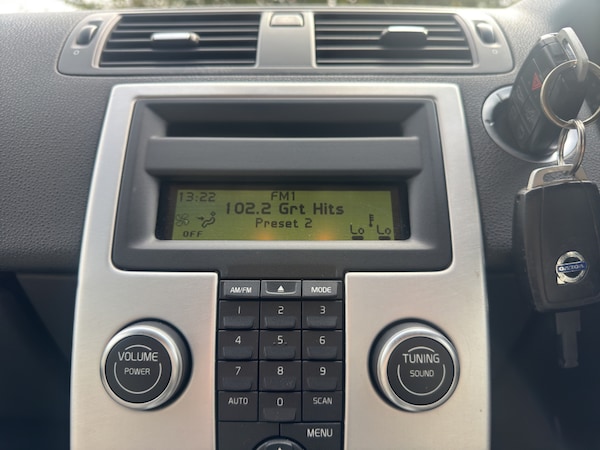 13:22 FM1
102.2 Grt Hits
Preset 2
OFF Lo Lo
AM/FM MODE
1 2 3
4 5 6
7 8 9
AUTO 0 SCAN
MENU
VOLUME
POWER
TUNING
SOUND
VOLVO